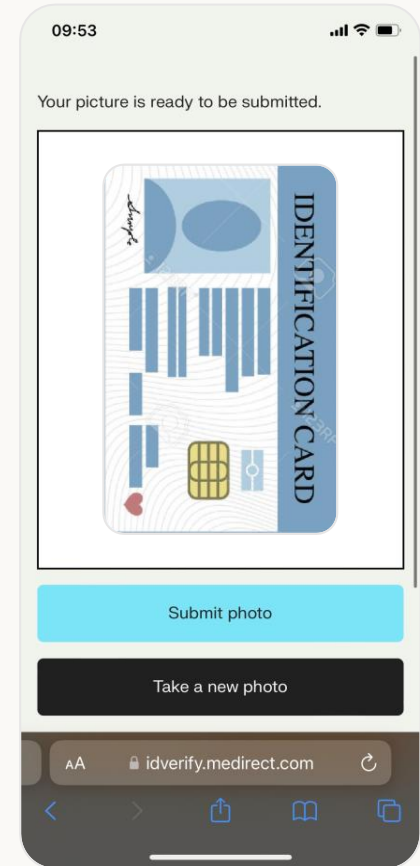 09:53
Your picture is ready to be submitted.
IDENTIFICATION CARD
Sample
Submit photo
Take a new photo
AA
idverify.medirect.com